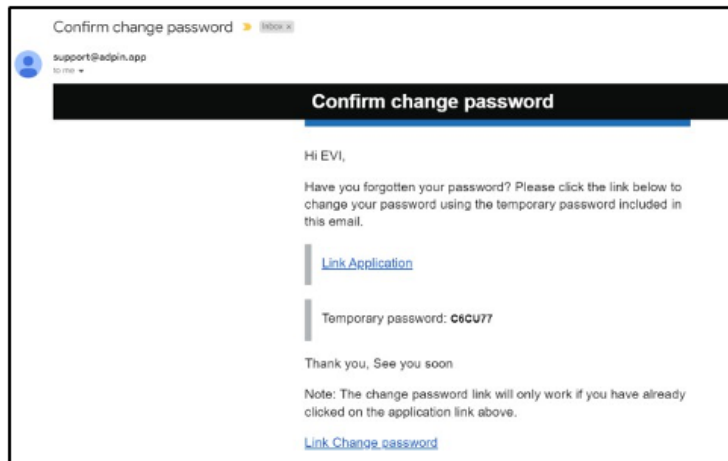 Confirm change password Inbox x
support@adpin.app
to me
Confirm change password
Hi EVI,
Have you forgotten your password? Please click the link below to
change your password using the temporary password included in
this email.
Link Application
Temporary password: C6CU77
Thank you, See you soon
Note: The change password link will only work if you have already
clicked on the application link above.
Link Change password